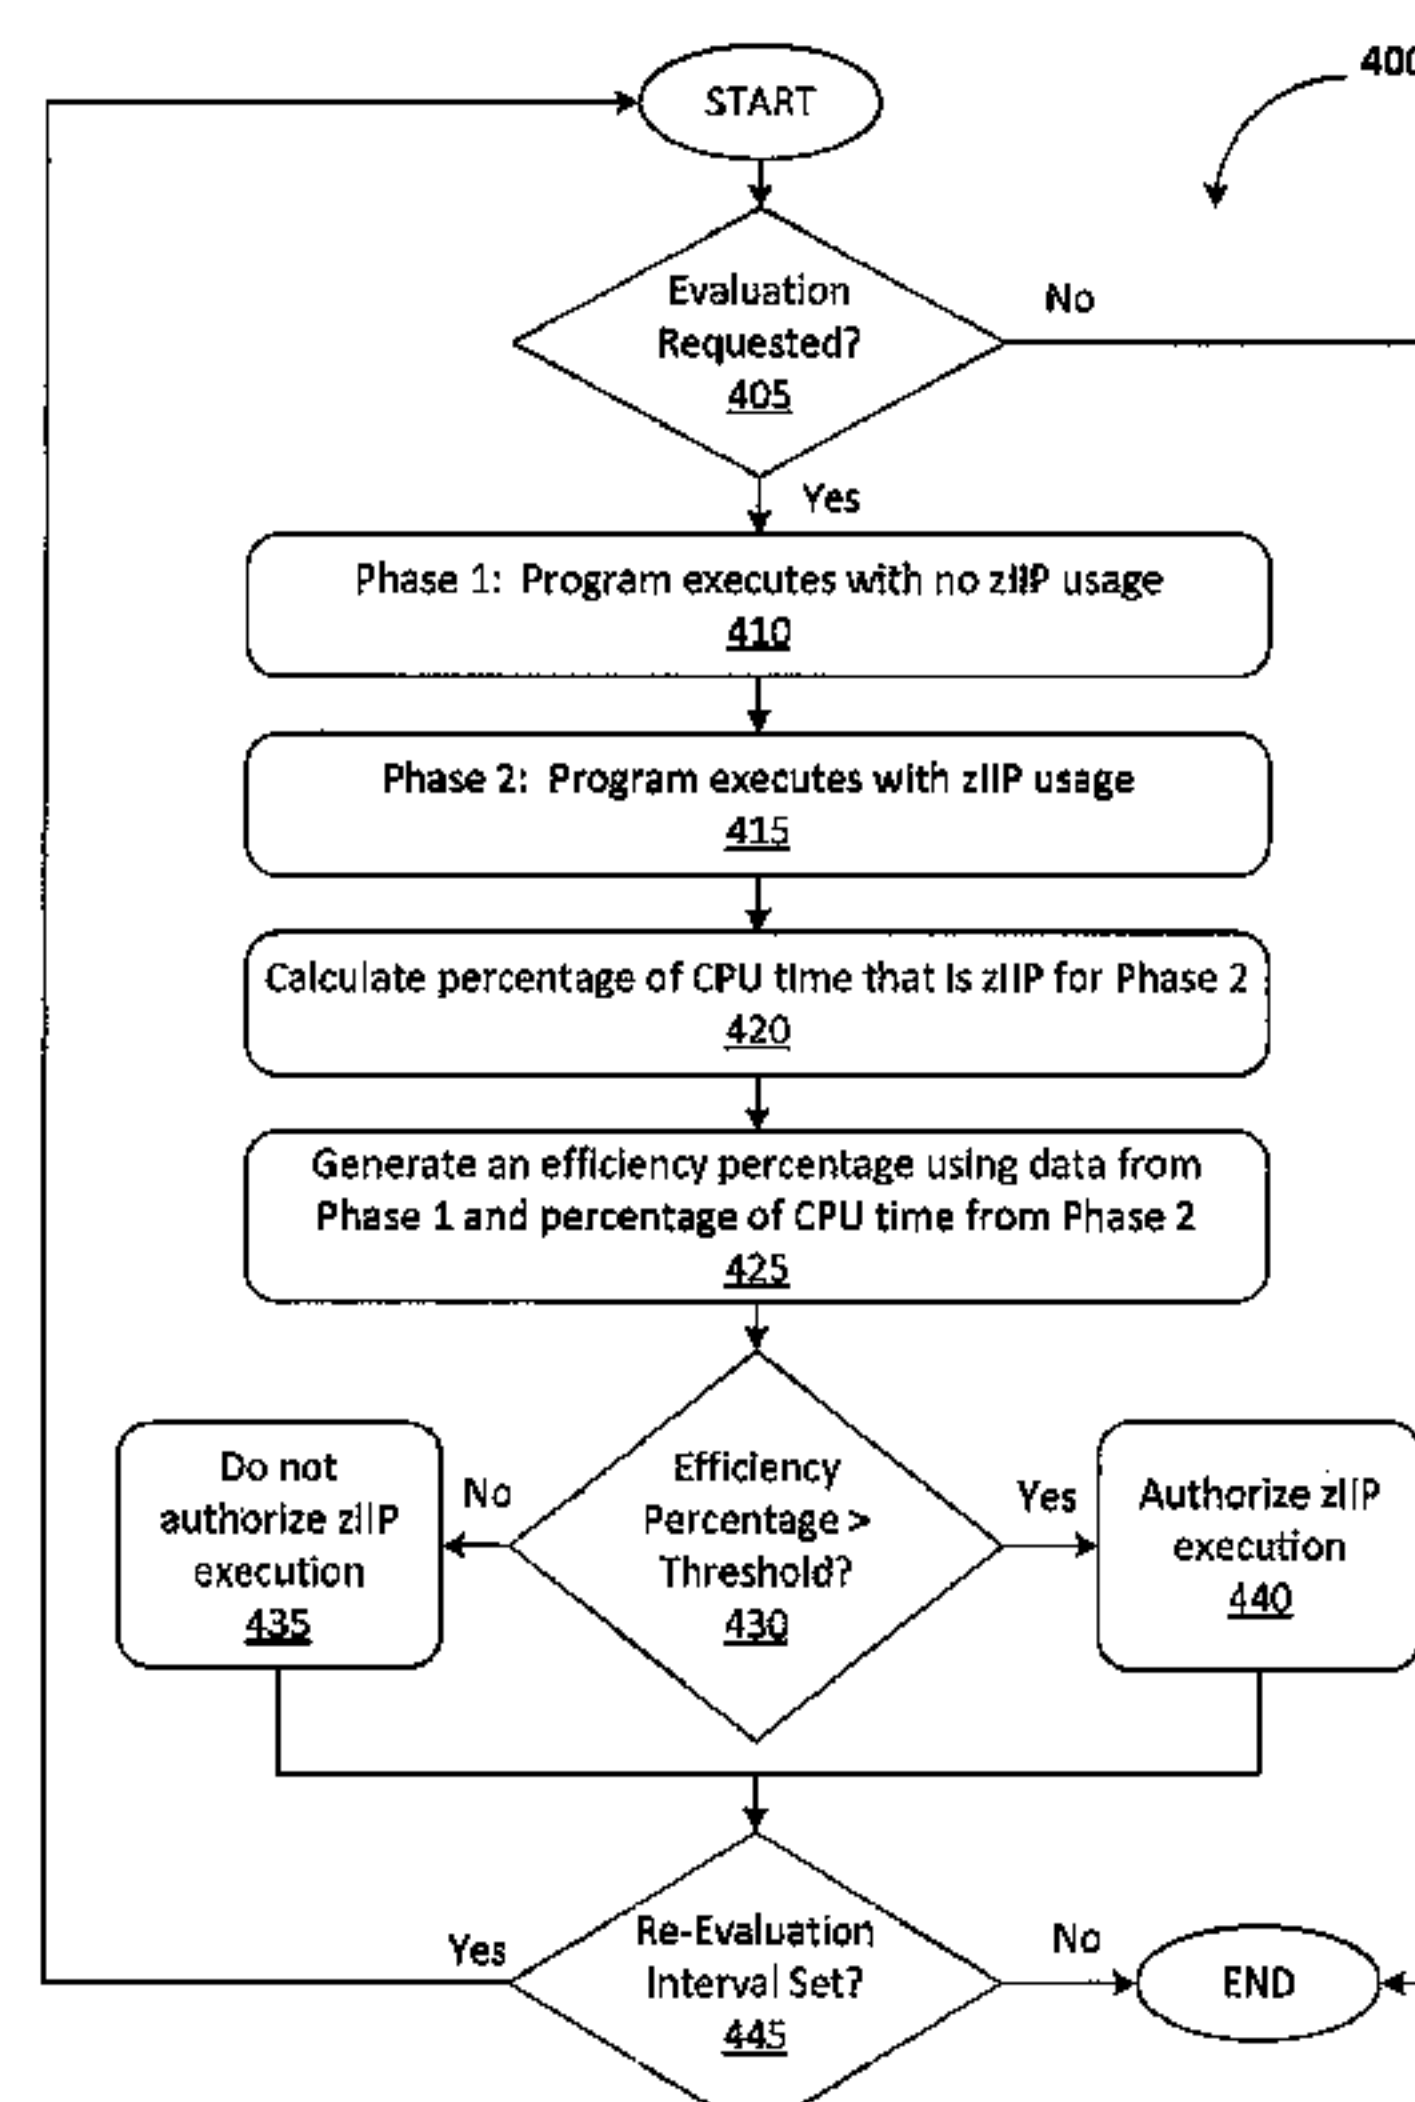 400
START
Evaluation
Requested?
405
No
Yes
Phase 1: Program executes with no zIIP usage
410
Phase 2: Program executes with zIIP usage
415
Calculate percentage of CPU time that is zIIP for Phase 2
420
Generate an efficiency percentage using data from
Phase 1 and percentage of CPU time from Phase 2
425
Do not
authorize zIIP
execution
435
No
Efficiency
Percentage >
Threshold?
430
Yes
Authorize zIIP
execution
440
Yes
Re-Evaluation
Interval Set?
445
No
END